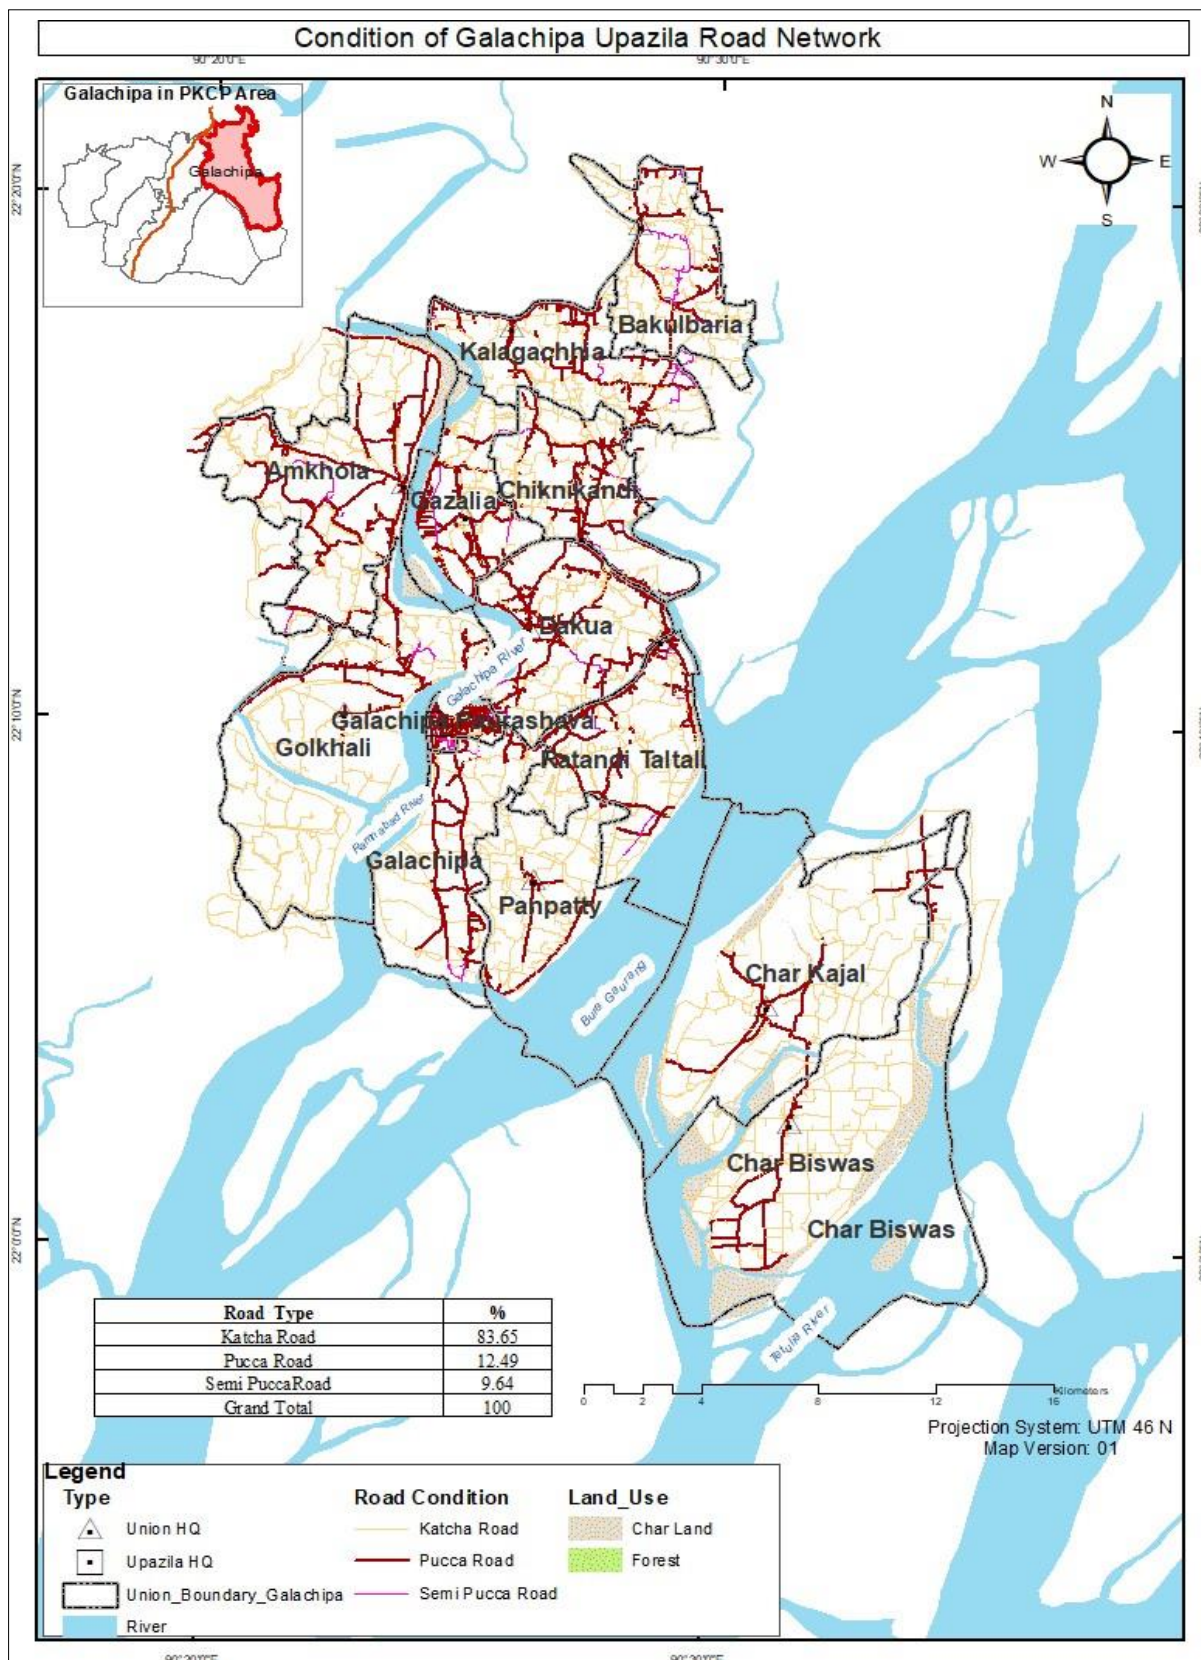 Condition of Galachipa Upazila Road Network
90°20'0"E 90°30'0"E
Galachipa in PKCP Area
Galachipa
N
W E
S
22°20'0"N
Bakulbaria
Kalagachhia
Amkhola
Gazalia
Chiknikandi
Bakua
Galachipa River
22°10'0"N
Galachipa Paurashava
Golkhali
Ratandi Taltali
Ramnabad River
Galachipa
Panpatty
Char Kajal
Bura Gaurang
Char Biswas
Char Biswas
22°0'0"N
Tetulia River
Road Type %
Katcha Road 83.65
Pucca Road 12.49
Semi PuccaRoad 9.64
Grand Total 100
0 2 4 8 12 16
Kilometers
Projection System: UTM 46 N
Map Version: 01
Legend
Type Road Condition Land_Use
Union HQ Katcha Road Char Land
Upazila HQ Pucca Road Forest
Union_Boundary_Galachipa Semi Pucca Road
River